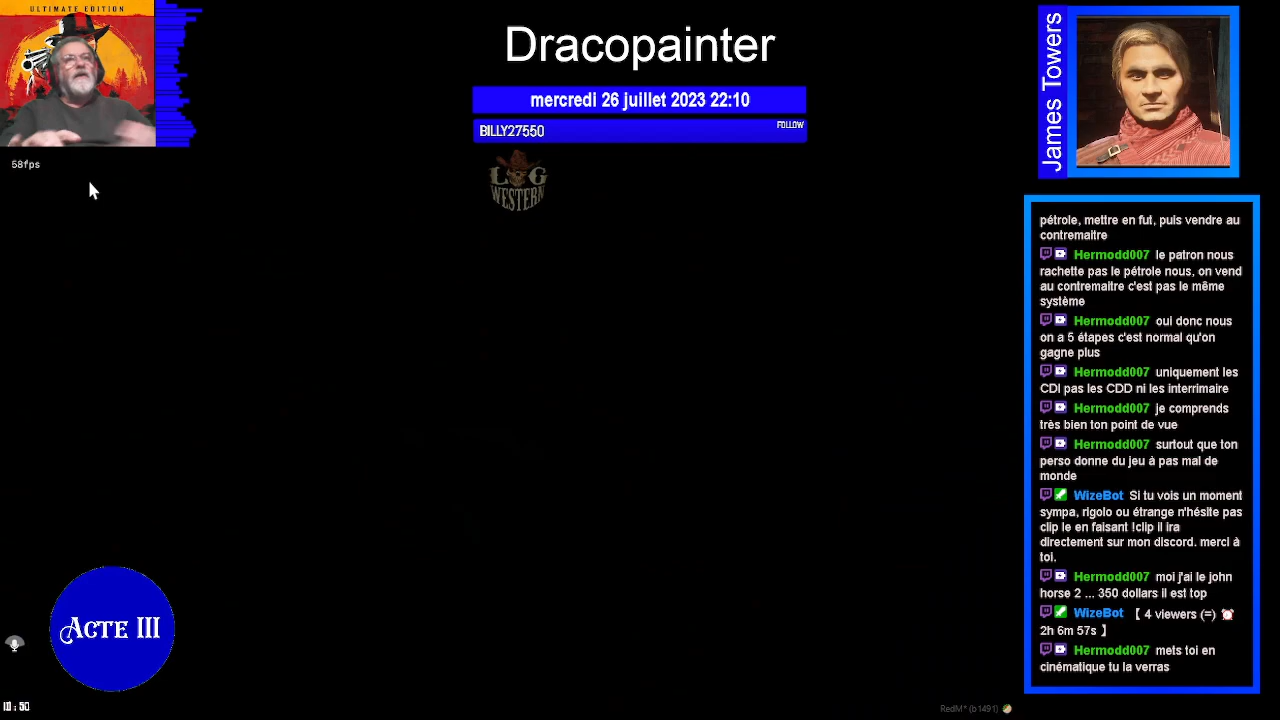 ULTIMATE EDITION
Dracopainter
mercredi 26 juillet 2023 22:10
BILLY27550
FOLLOW
58fps
WESTERN
James Towers
pétrole, mettre en fut, puis vendre au
contremaitre
Hermodd007 le patron nous
rachette pas le pétrole nous, on vend
au contremaitre c'est pas le même
système
Hermodd007 oui donc nous
on a 5 étapes c'est normal qu'on
gagne plus
Hermodd007 uniquement les
CDI pas les CDD ni les interrimaire
Hermodd007 je comprends
très bien ton point de vue
Hermodd007 surtout que ton
perso donne du jeu à pas mal de
monde
WizeBot Si tu vois un moment
sympa, rigolo ou étrange n'hésite pas
clip le en faisant !clip il ira
directement sur mon discord. merci à
toi.
Hermodd007 moi j'ai le john
horse 2 ... 350 dollars il est top
WizeBot 【 4 viewers (=) ⏰
2h 6m 57s 】
Hermodd007 mets toi en
cinématique tu la verras
Acte III
RedM* (b1491)